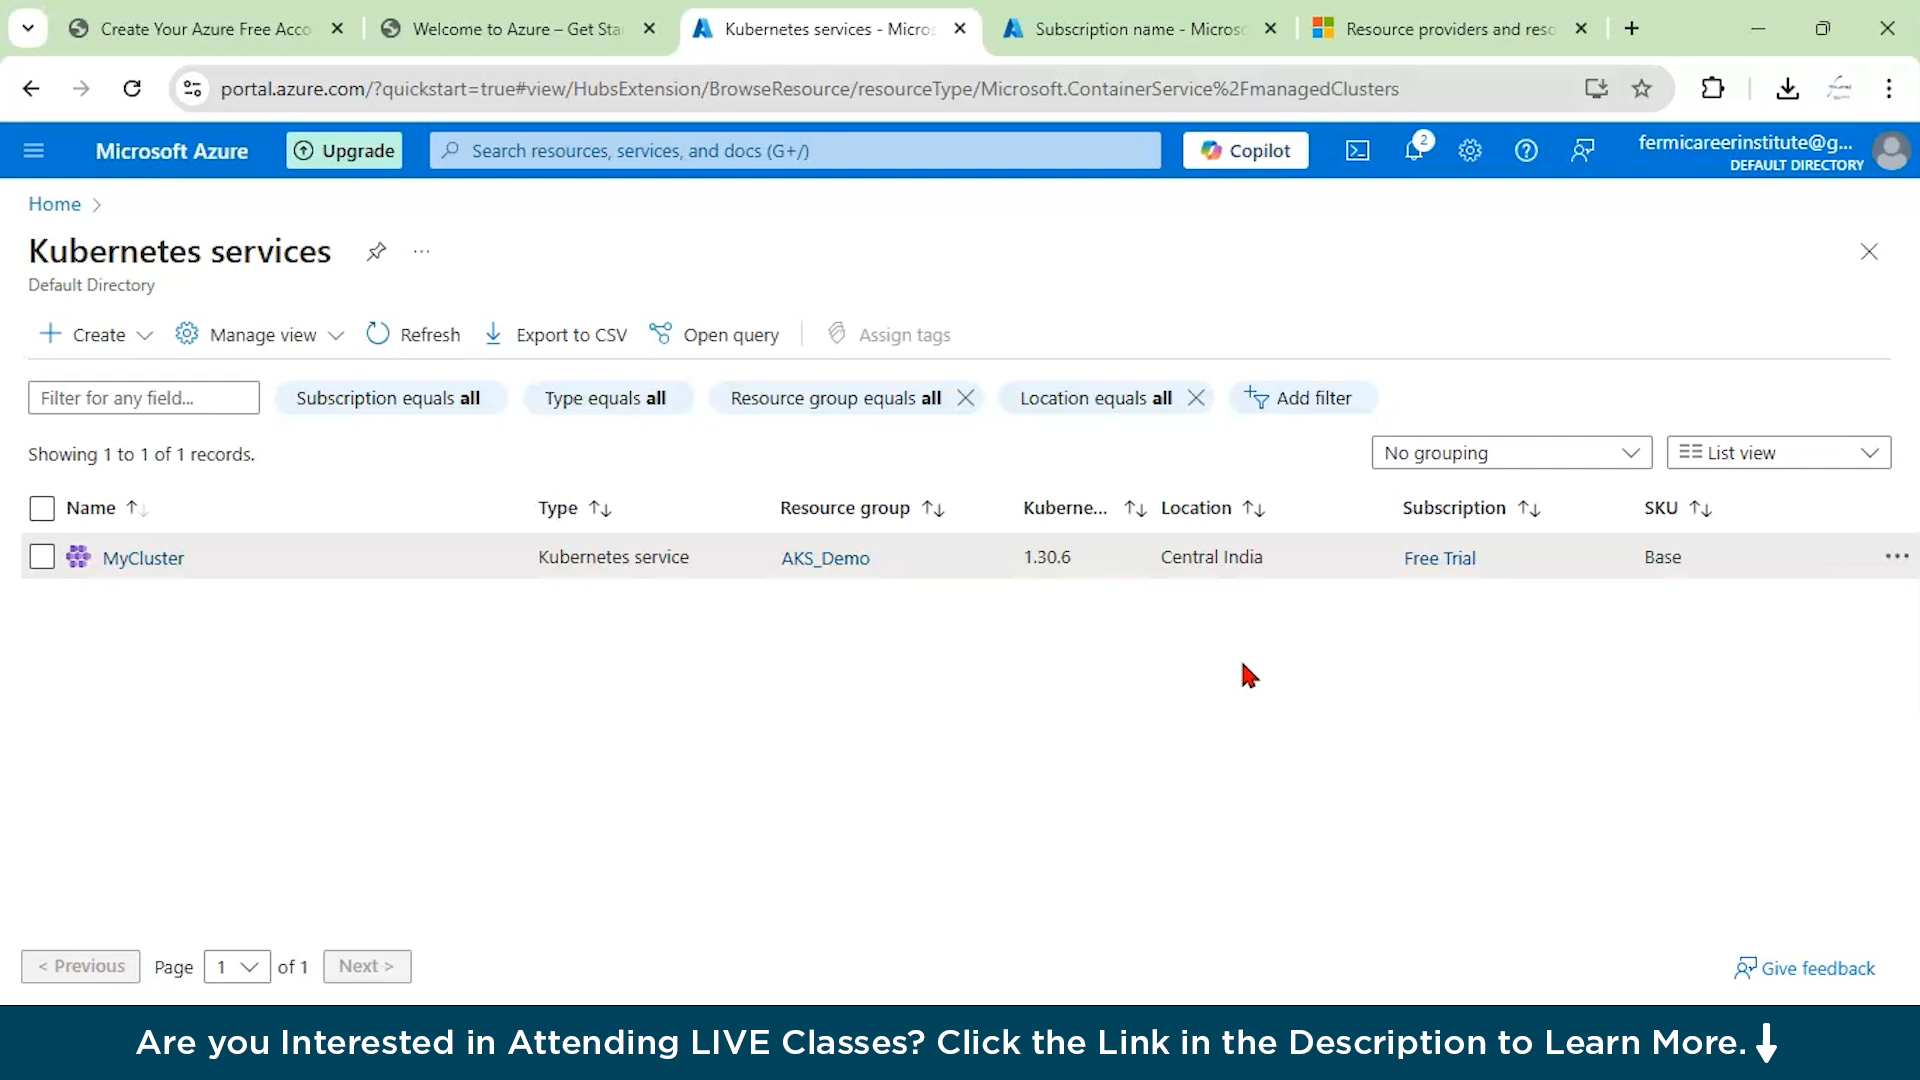 Create Your Azure Free Acco
Welcome to Azure – Get Sta
Kubernetes services - Micros
Subscription name - Microso
Resource providers and reso
portal.azure.com/?quickstart=true#view/HubsExtension/BrowseResource/resourceType/Microsoft.ContainerService%2FmanagedClusters
Microsoft Azure
Upgrade
Search resources, services, and docs (G+/)
Copilot
2
fermicareerinstitute@g...
DEFAULT DIRECTORY
Home
Kubernetes services
...
Default Directory
Create
Manage view
Refresh
Export to CSV
Open query
Assign tags
Filter for any field...
Subscription equals all
Type equals all
Resource group equals all
Location equals all
Add filter
Showing 1 to 1 of 1 records.
No grouping
List view
Name
Type
Resource group
Kuberne...
Location
Subscription
SKU
MyCluster
Kubernetes service
AKS_Demo
1.30.6
Central India
Free Trial
Base
...
< Previous
Page
1
of 1
Next >
Give feedback
Are you Interested in Attending LIVE Classes? Click the Link in the Description to Learn More.